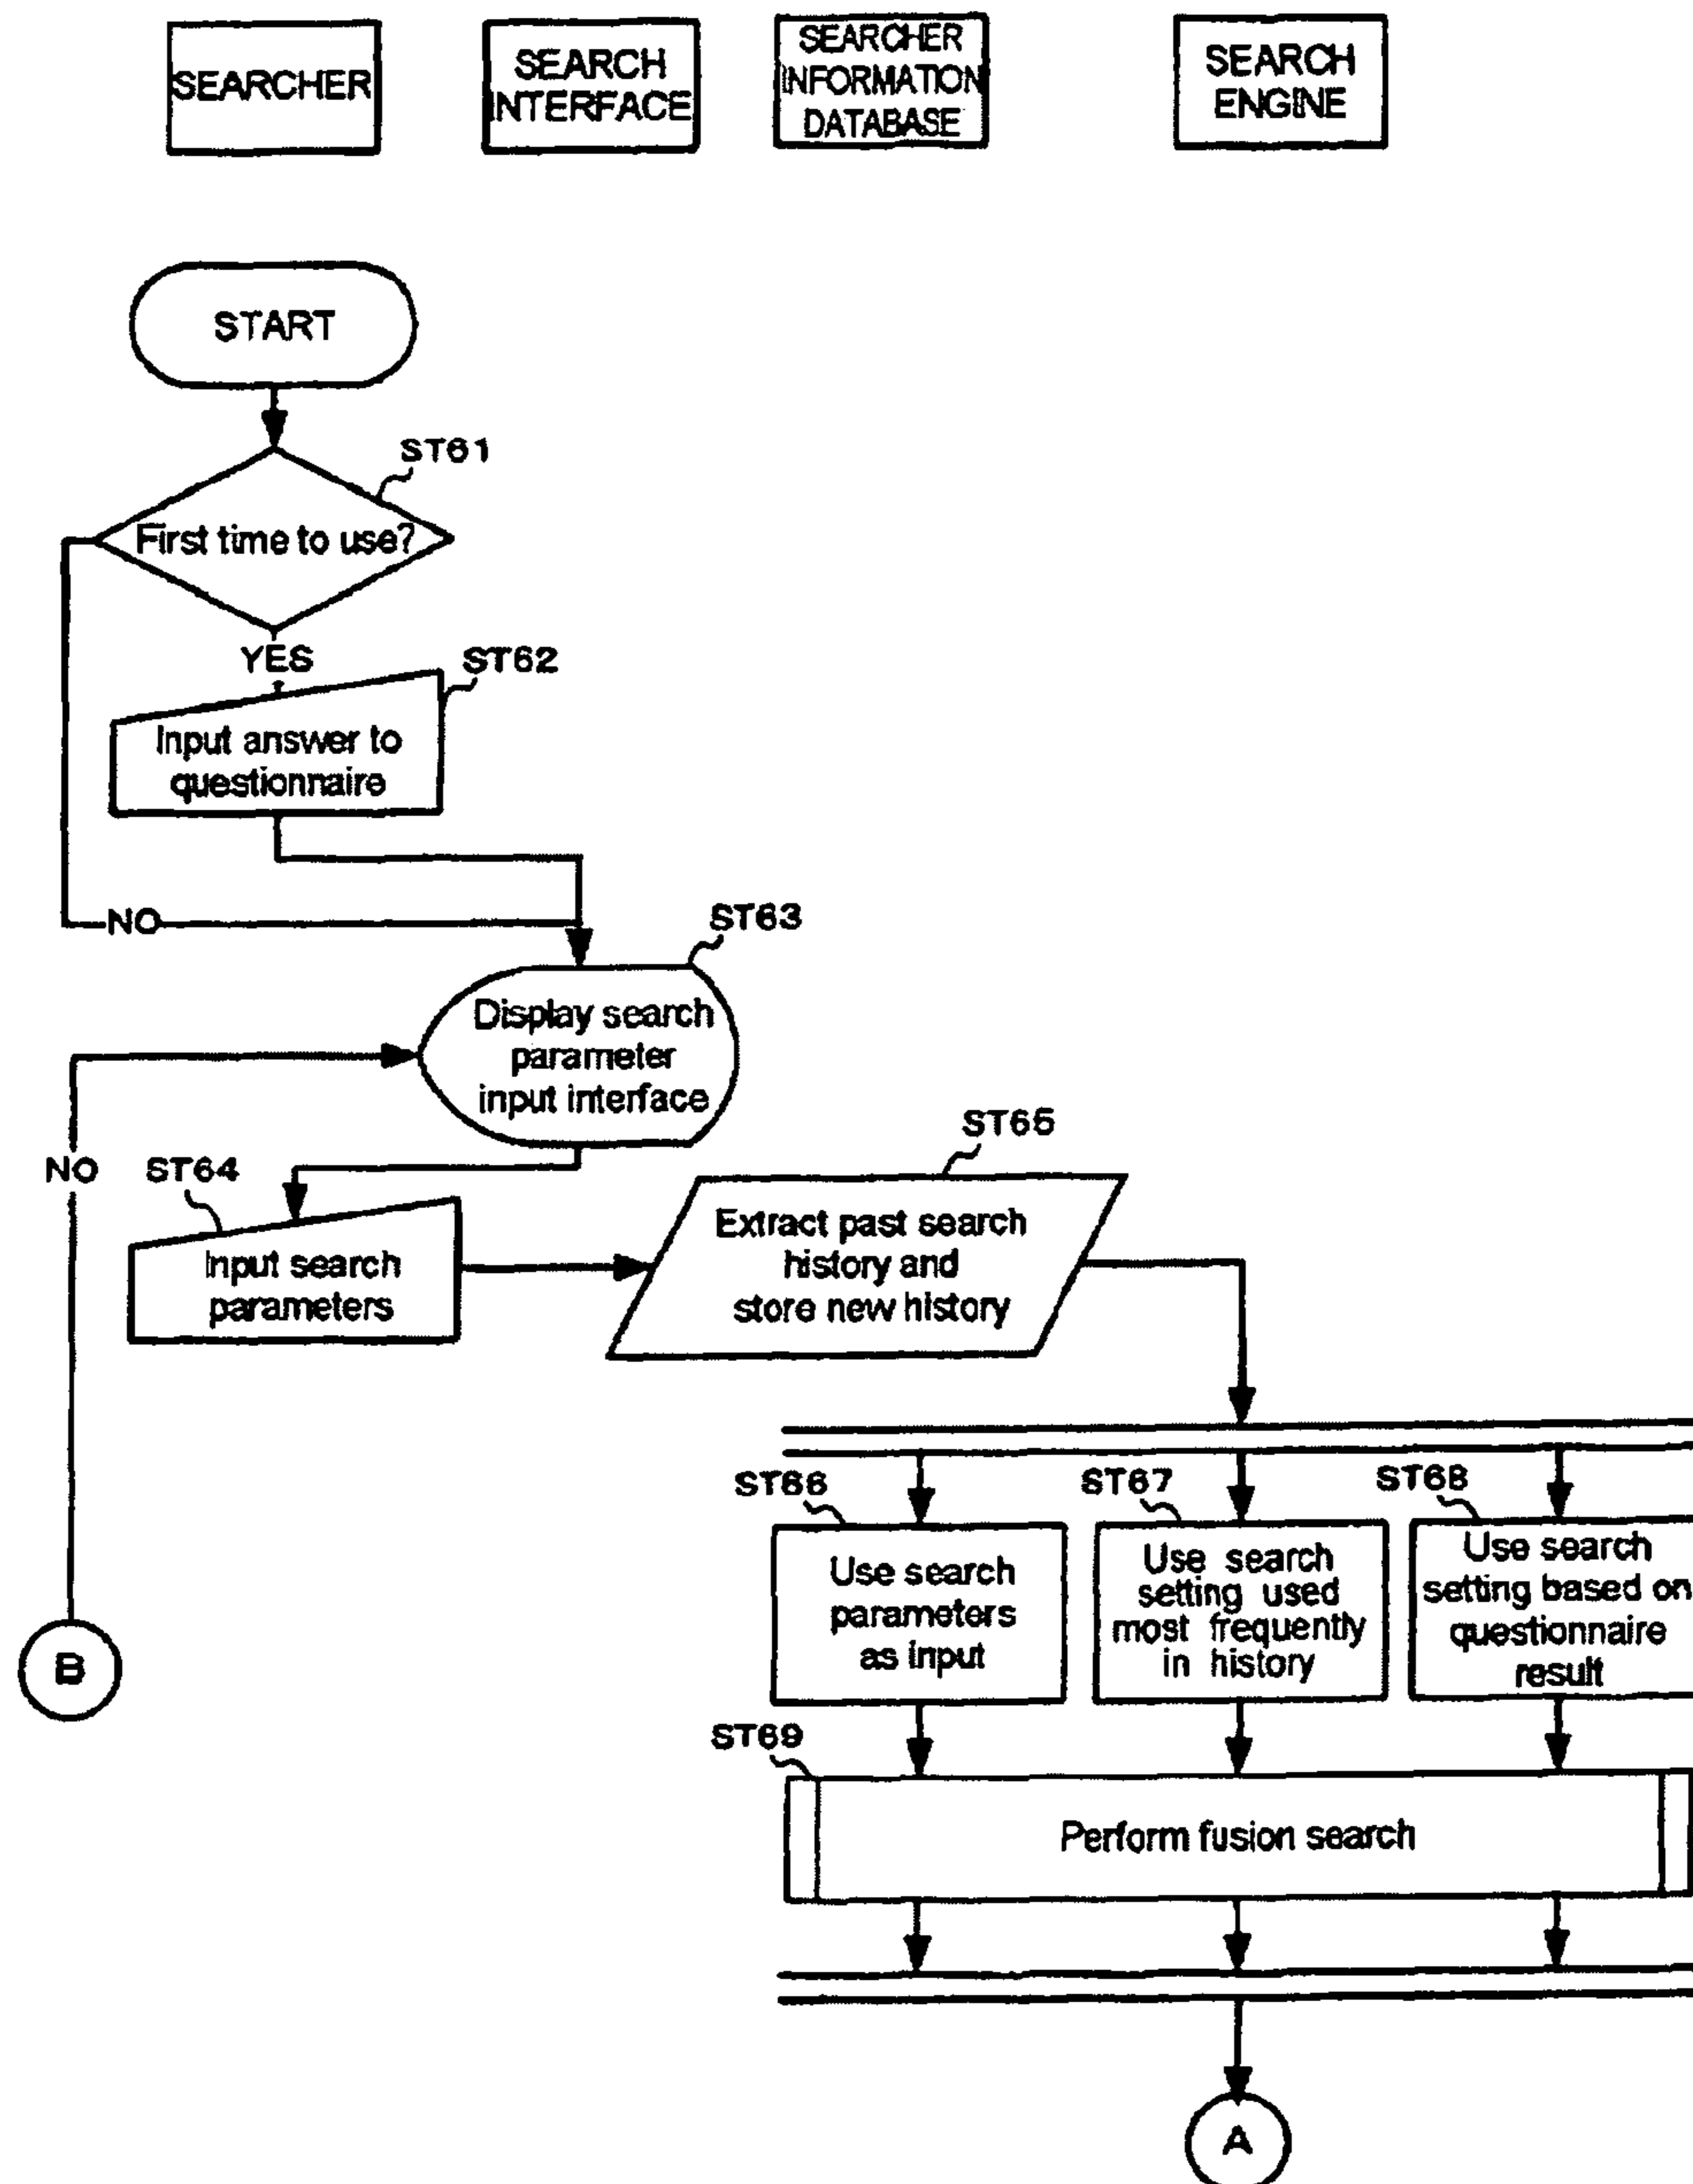 SEARCHER
SEARCH
INTERFACE
SEARCHER
INFORMATION
DATABASE
SEARCH
ENGINE
START
ST61
First time to use?
YES
ST62
Input answer to
questionnaire
NO
ST63
Display search
parameter
input interface
NO
ST64
Input search
parameters
ST65
Extract past search
history and
store new history
B
ST66
Use search
parameters
as input
ST67
Use search
setting used
most frequently
in history
ST68
Use search
setting based on
questionnaire
result
ST69
Perform fusion search
A